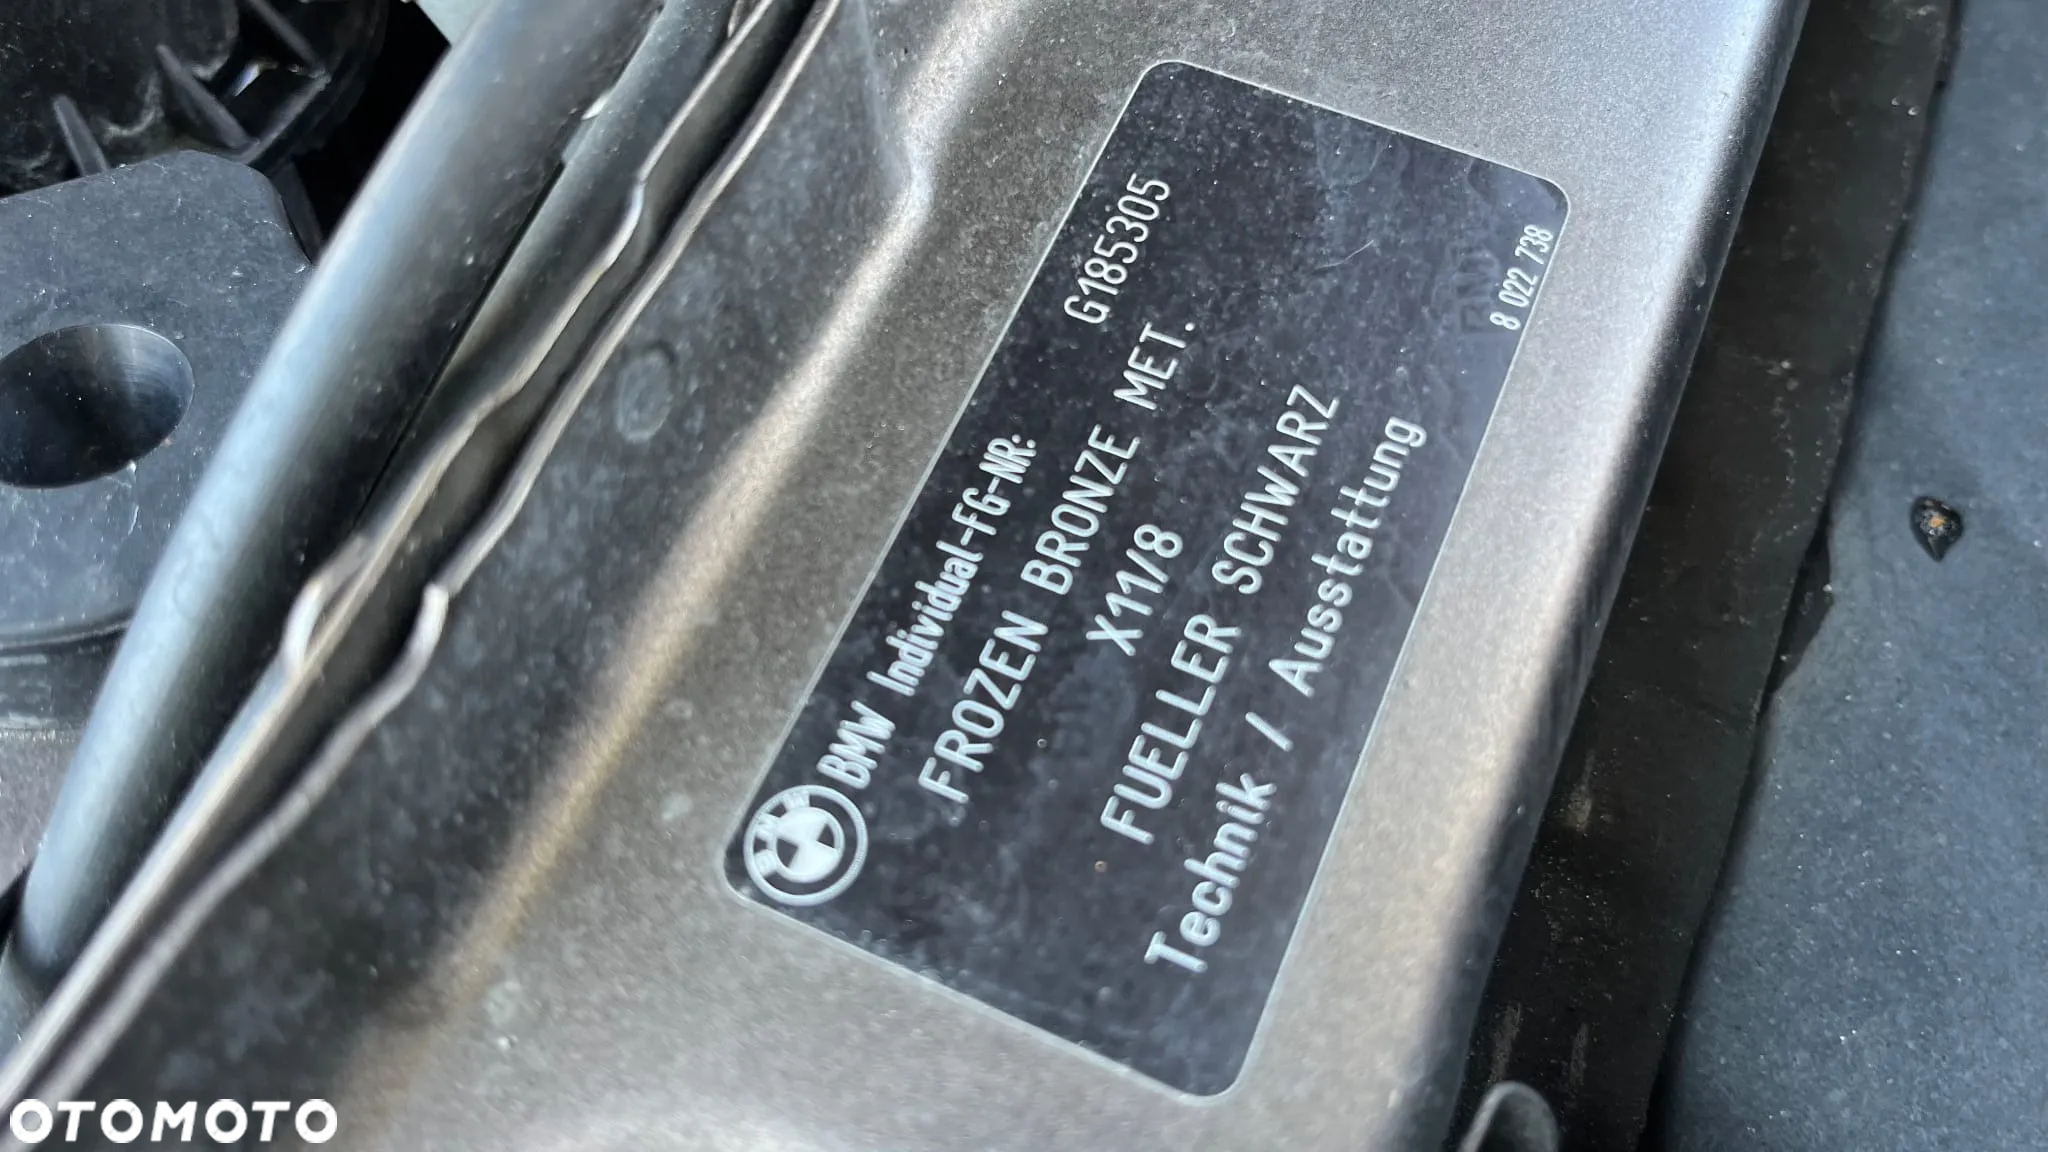 BMW Individual-FG-NR: G185305
FROZEN BRONZE MET.
X11/8
FUELLER SCHWARZ
Technik / Ausstattung
8 022 738
OTOMOTO